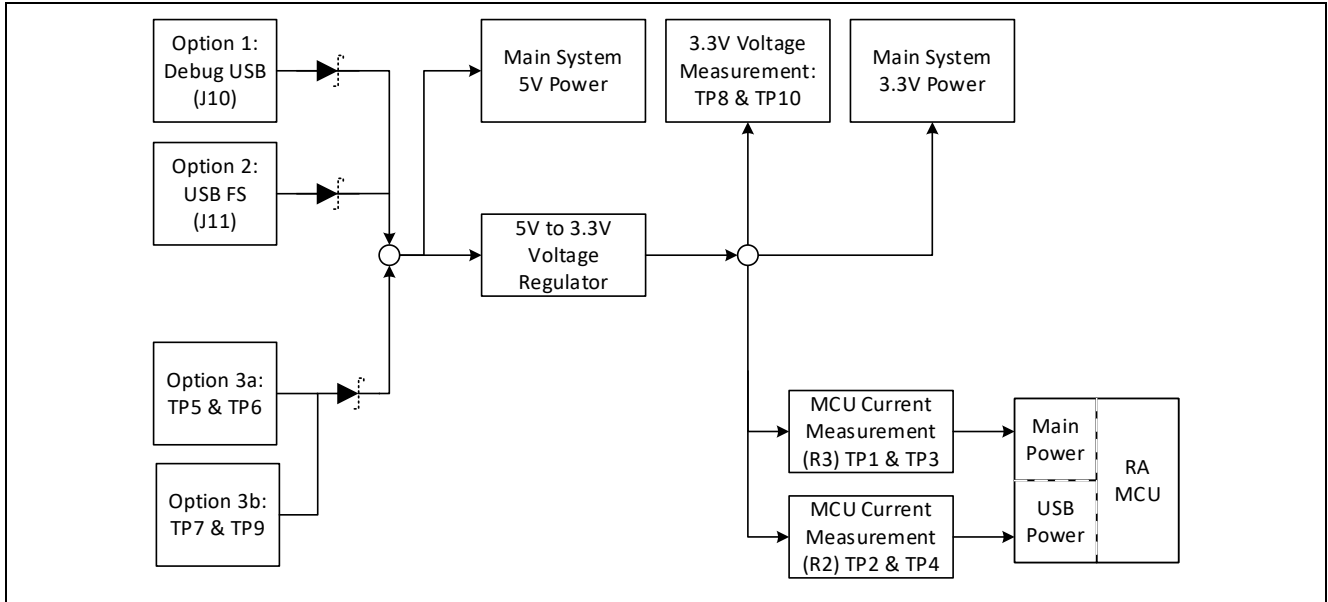 Option 1:
Debug USB
(J10)
Main System
5V Power
3.3V Voltage
Measurement:
TP8 & TP10
Main System
3.3V Power
Option 2:
USB FS
(J11)
5V to 3.3V
Voltage
Regulator
Option 3a:
TP5 & TP6
Option 3b:
TP7 & TP9
MCU Current
Measurement
(R3) TP1 & TP3
Main
Power
RA
MCU
MCU Current
Measurement
(R2) TP2 & TP4
USB
Power